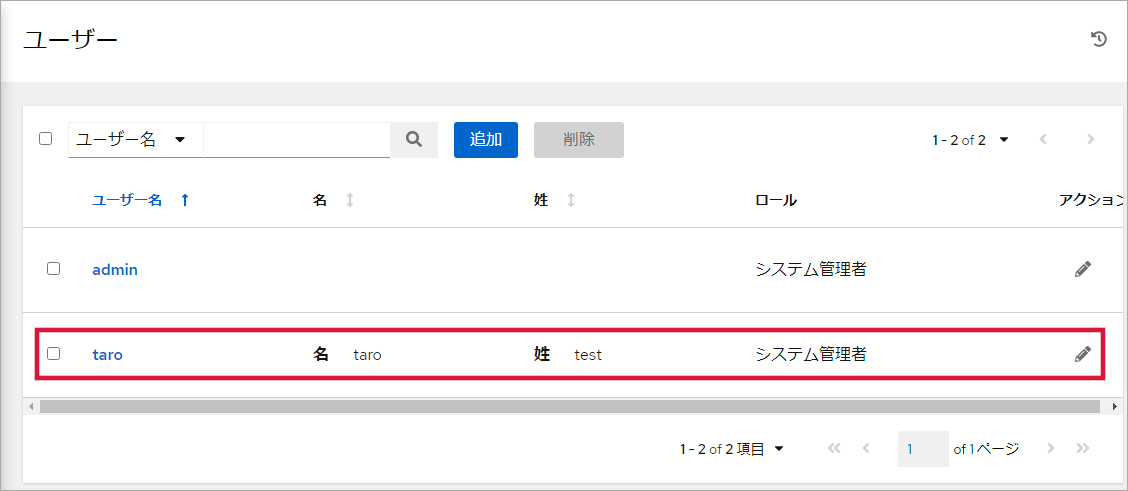 ユーザー
ユーザー名 追加 削除 1 - 2 of 2
ユーザー名 名 姓 ロール アクション
admin システム管理者
taro 名 taro 姓 test システム管理者
1 - 2 of 2 項目 1 of 1 ページ